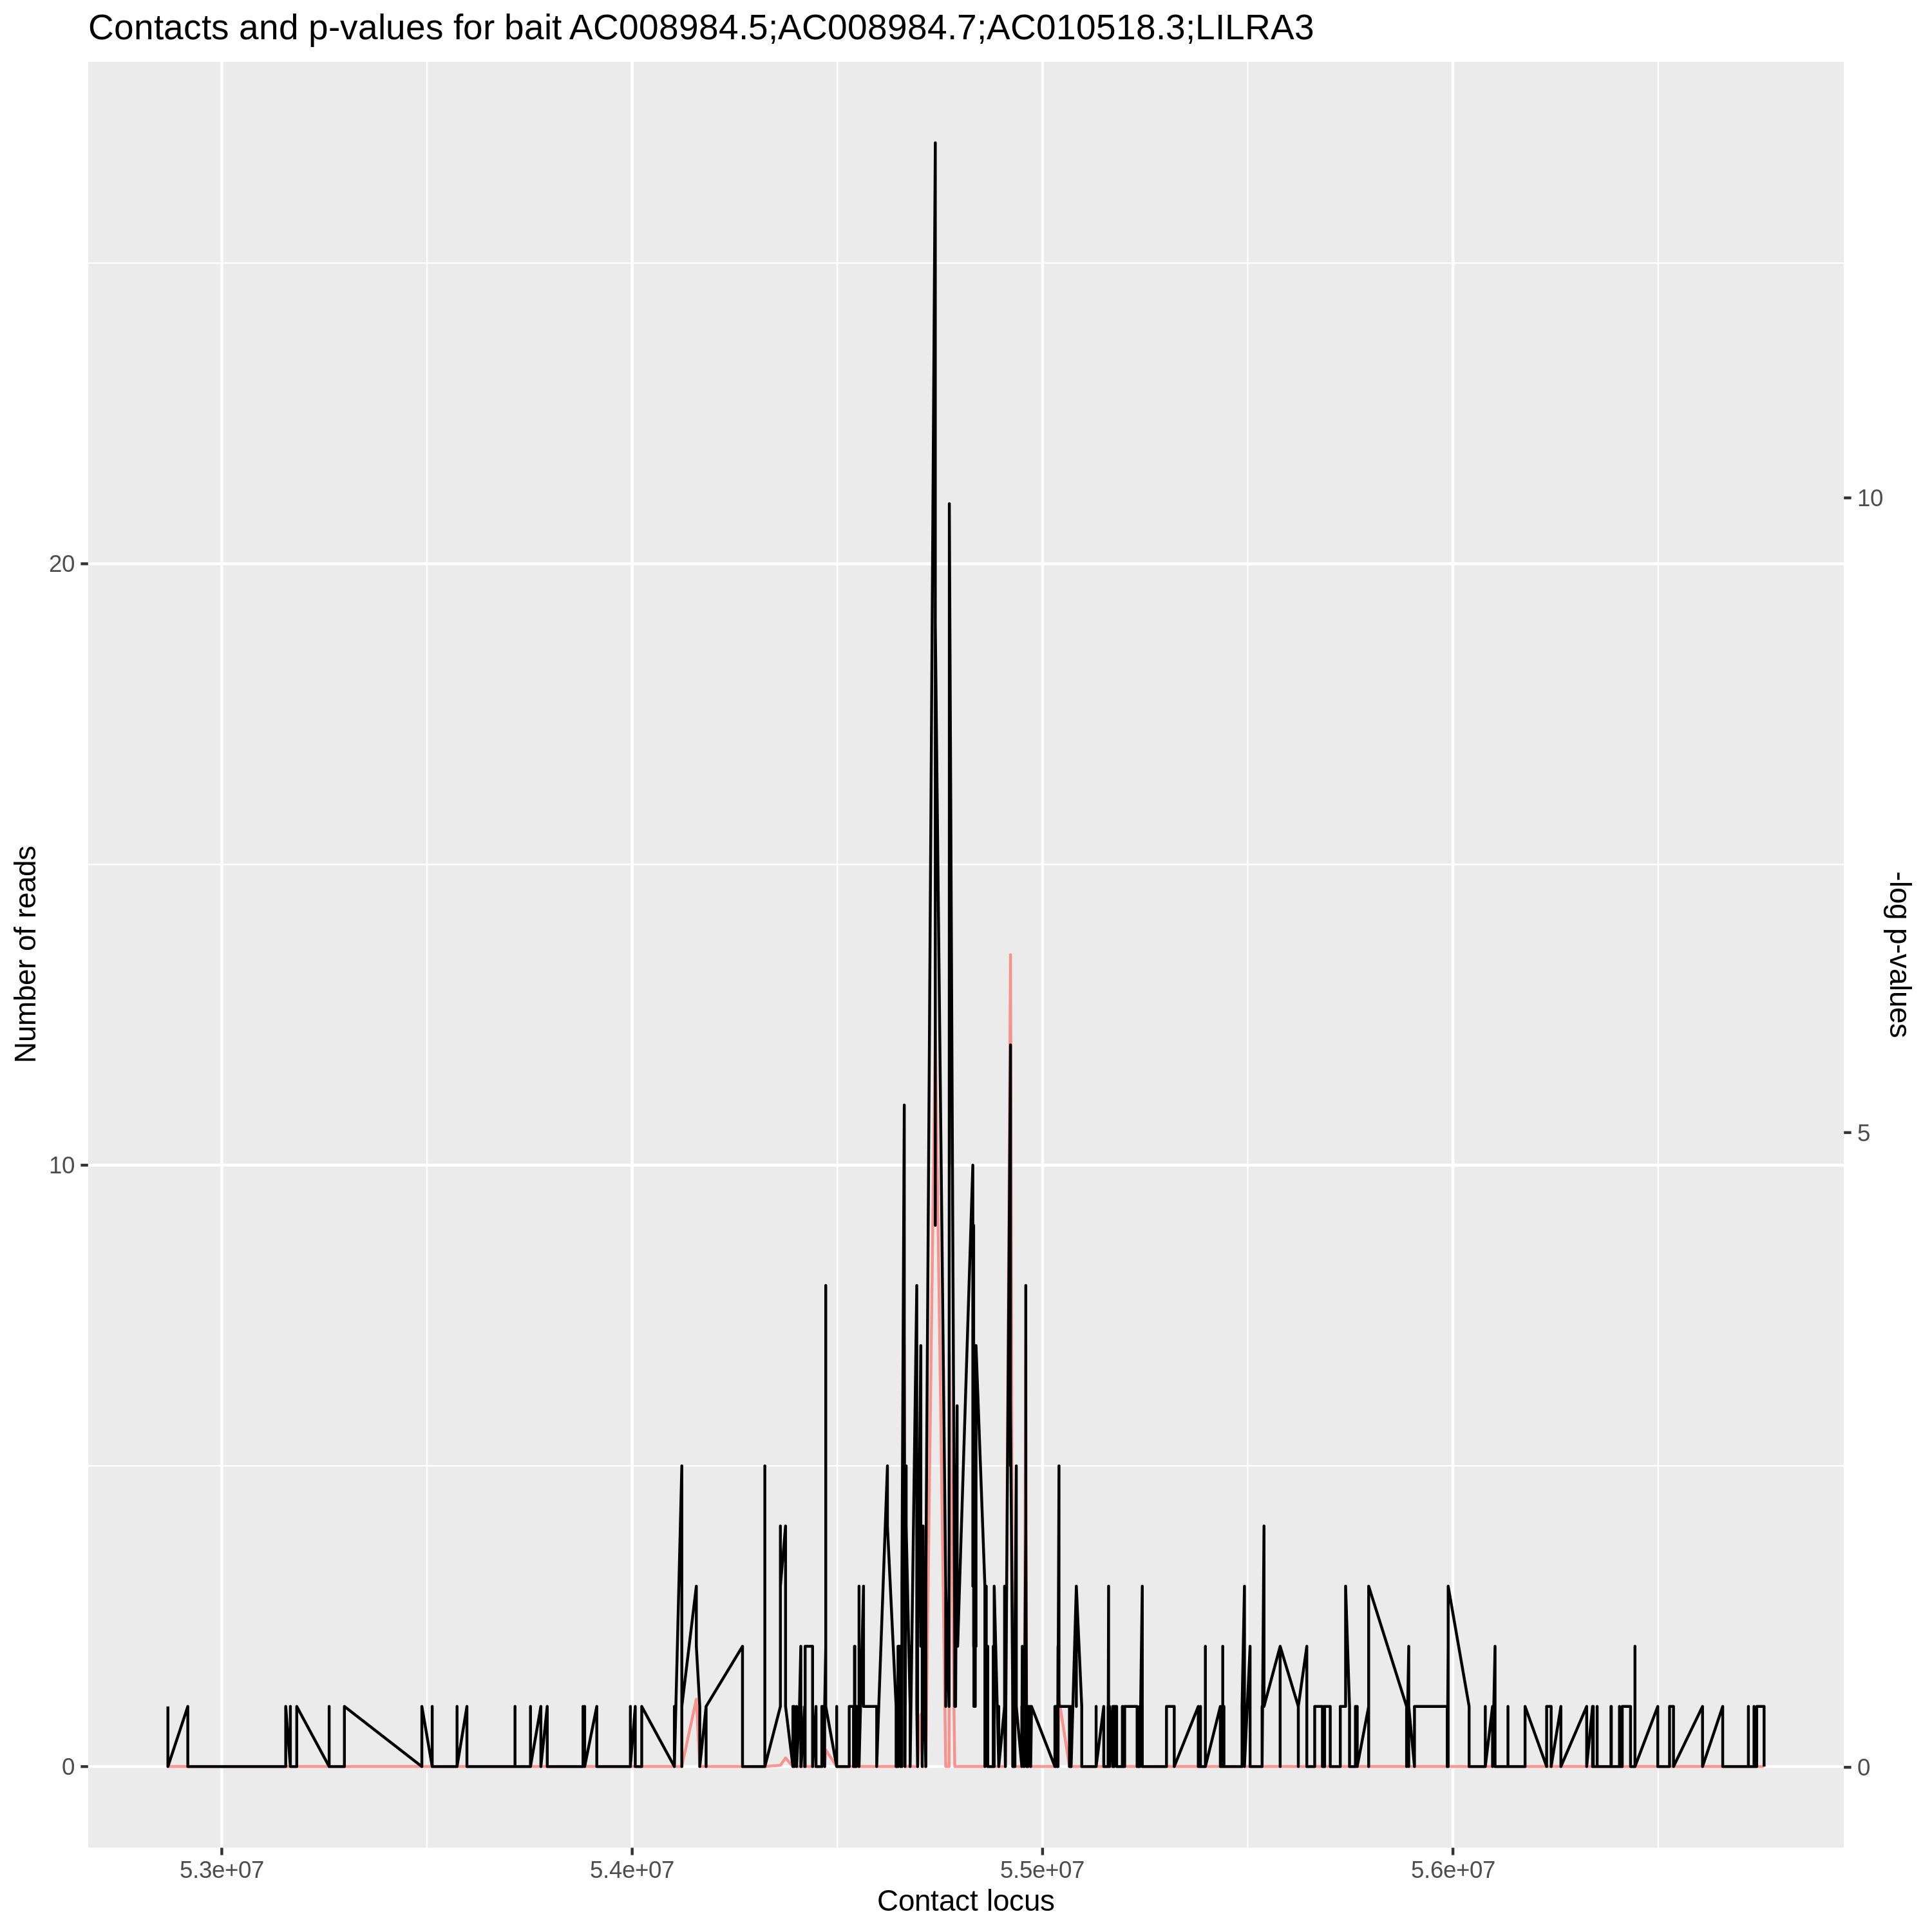 Contacts and p-values for bait AC008984.5;AC008984.7;AC010518.3;LILRA3
Number of reads
20
10
0
10
5
0
-log p-values
5.3e+07
5.4e+07
5.5e+07
5.6e+07
Contact locus